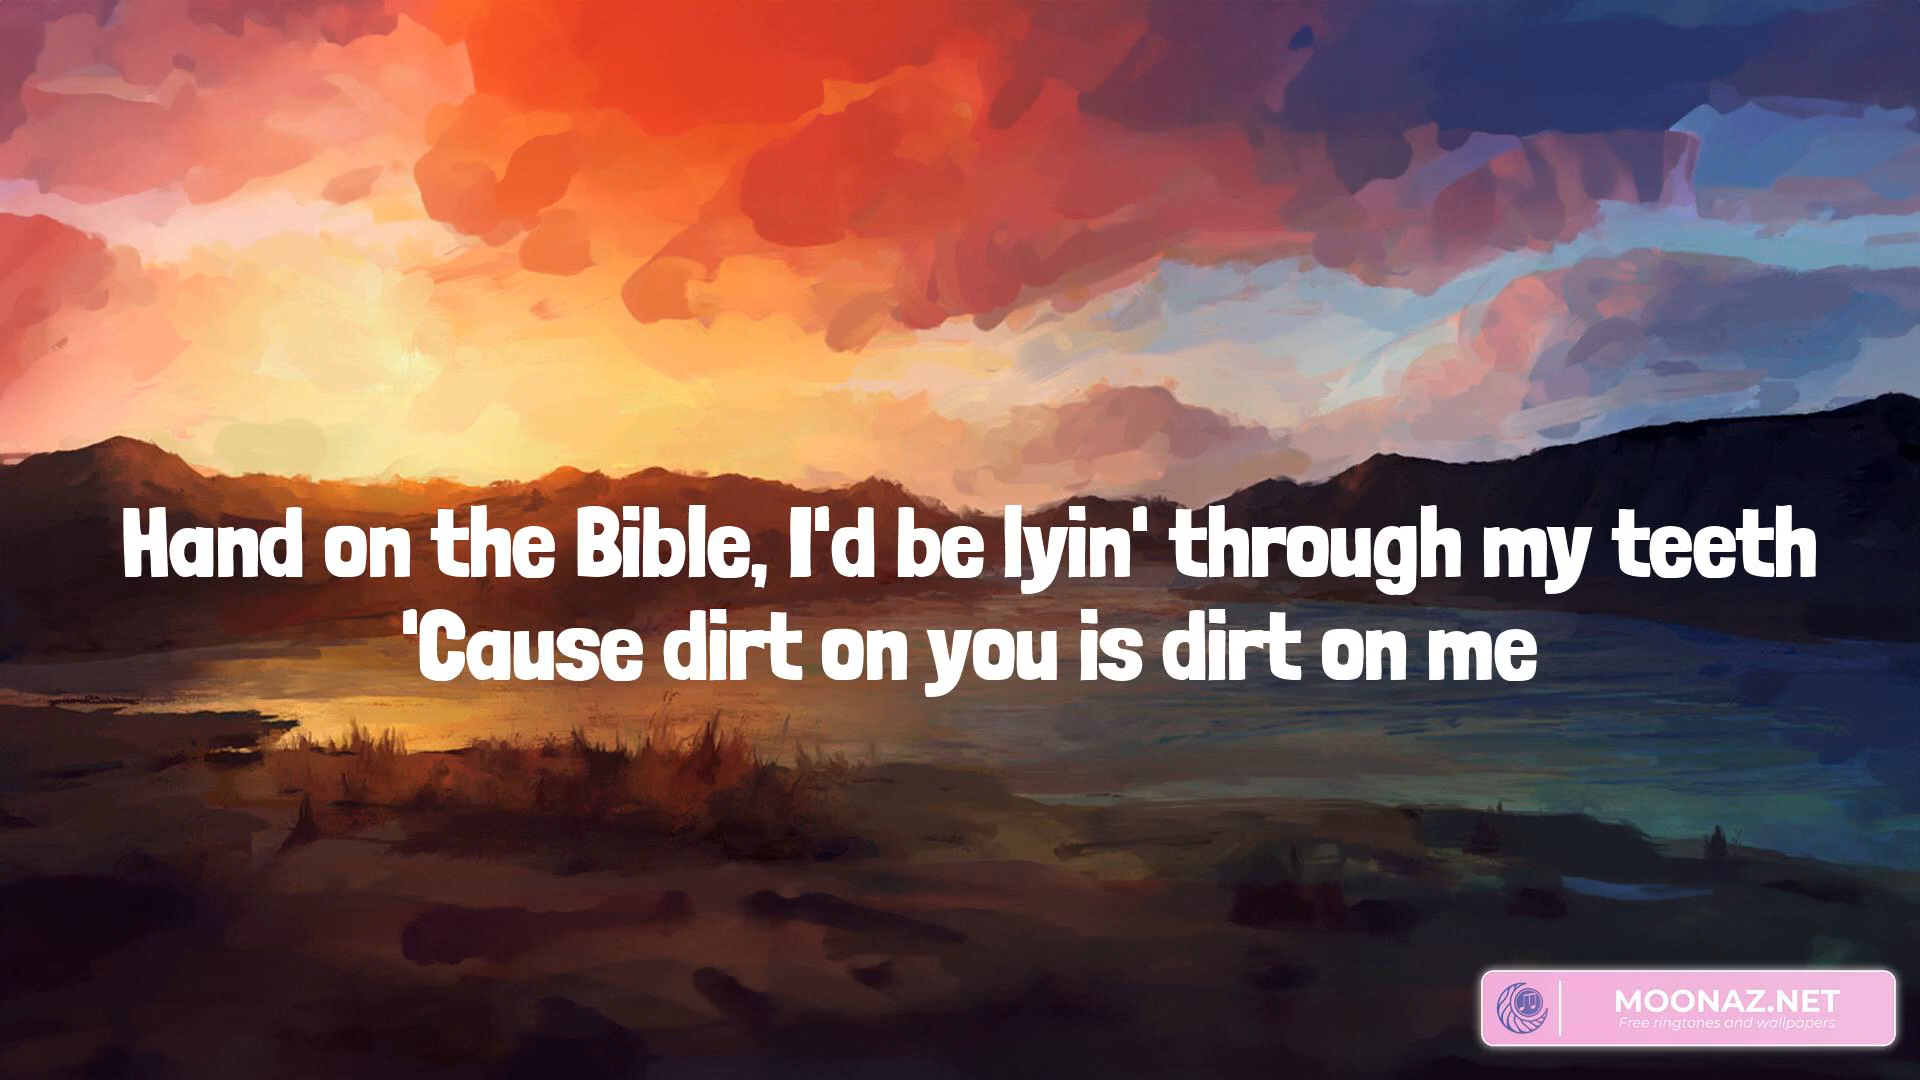 Hand on the Bible, I'd be lyin' through my teeth
'Cause dirt on you is dirt on me
MOONAZ.NET
Free ringtones and wallpapers